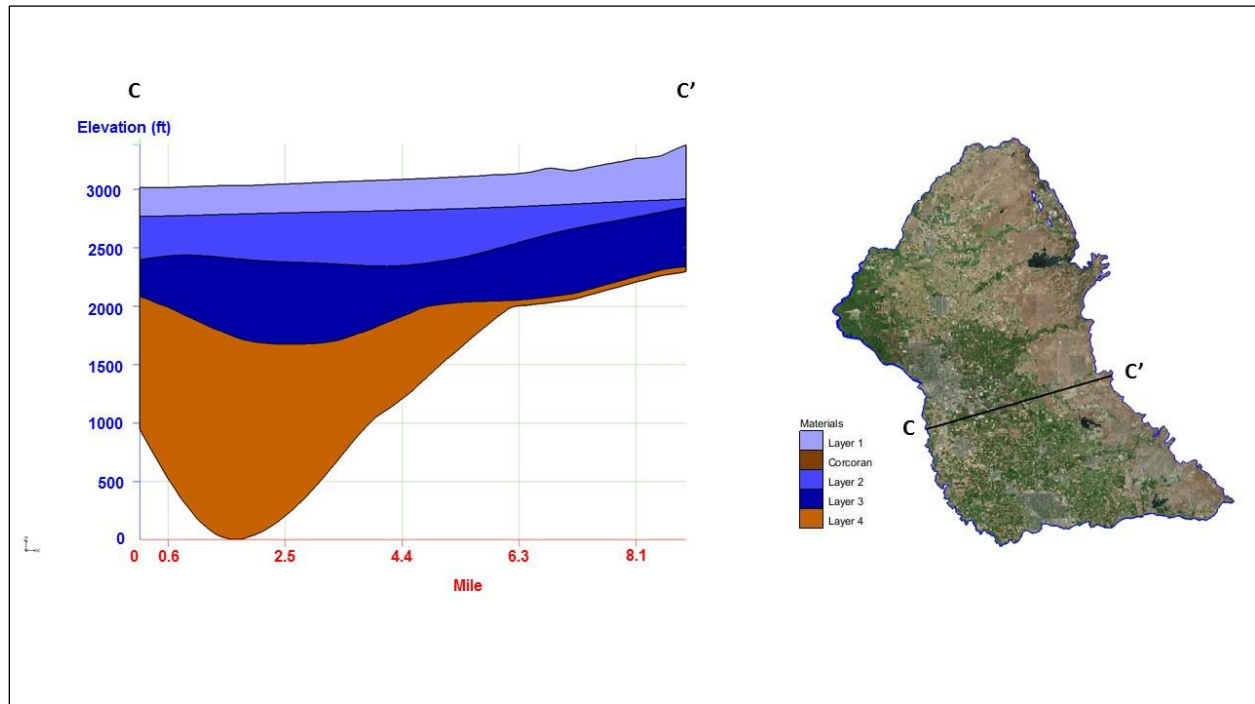 C
C’
Elevation (ft)
3000
2500
2000
1500
1000
500
0
0 0.6 2.5 4.4 6.3 8.1
Mile
C’
C
Materials
Layer 1
Corcoran
Layer 2
Layer 3
Layer 4